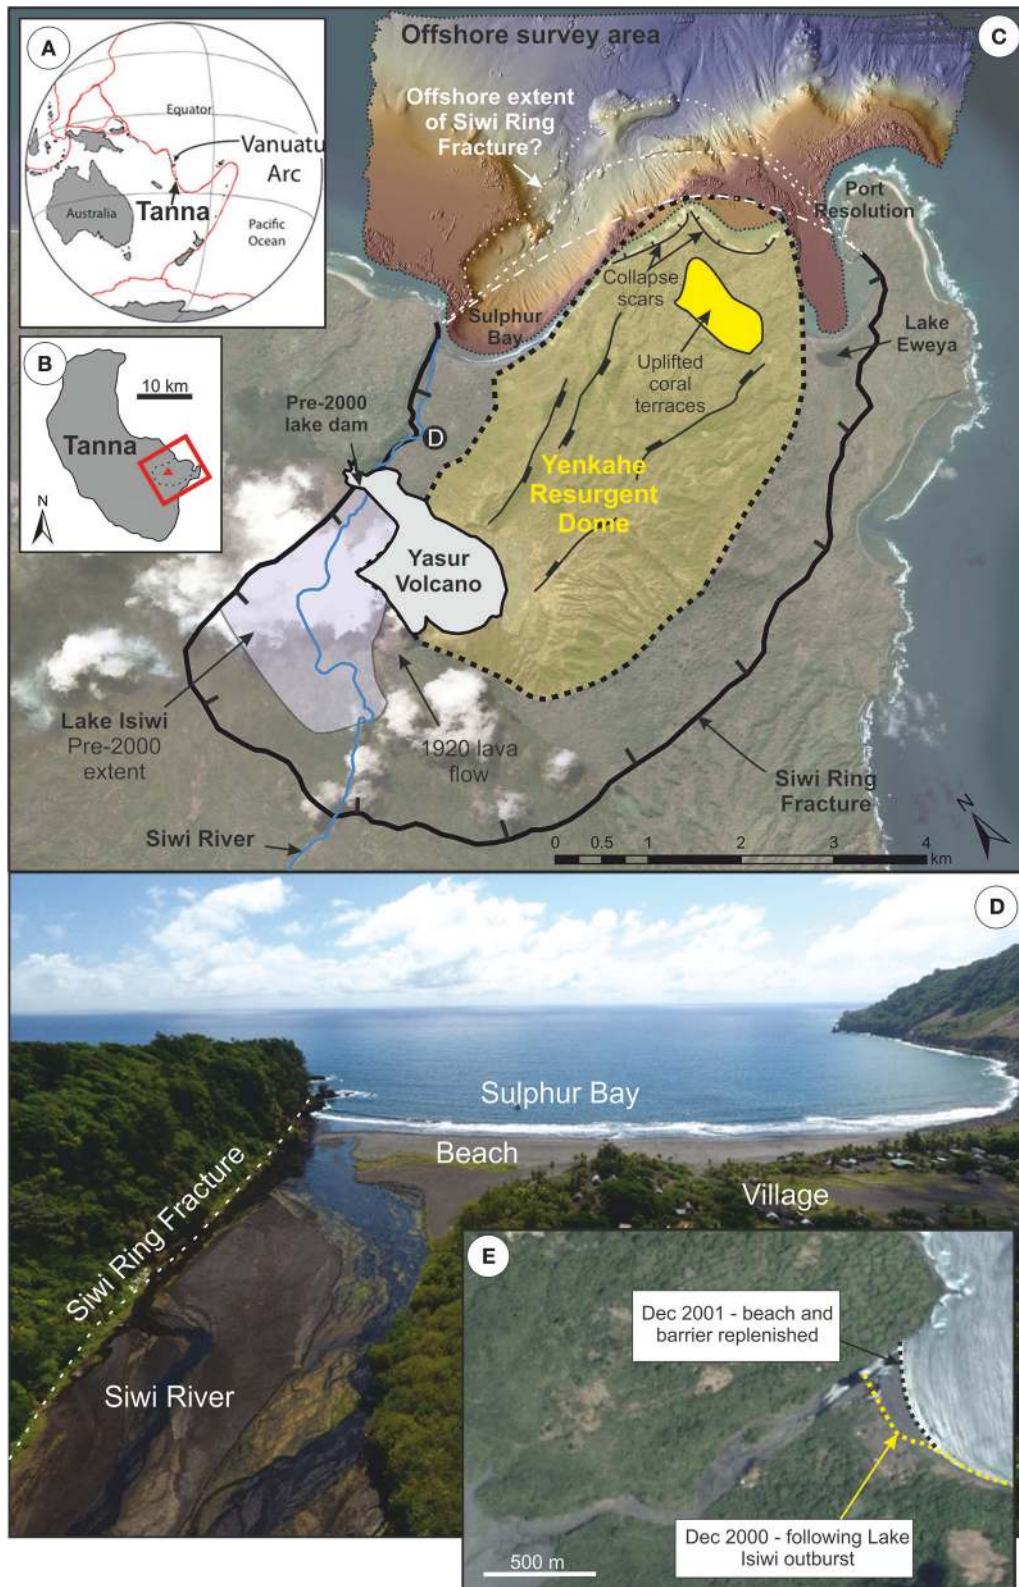 A
Equator
Vanuatu
Arc
Tanna
Australia
Pacific
Ocean
B
10 km
Tanna
N
C
Offshore survey area
Offshore extent
of Siwi Ring
Fracture?
Port
Resolution
Collapse
scars
Sulphur
Bay
Lake
Eweya
Uplifted
coral
terraces
Pre-2000
lake dam
D
Yenkahe
Resurgent
Dome
Yasur
Volcano
Lake Isiwi
Pre-2000
extent
1920 lava
flow
Siwi Ring
Fracture
Siwi River
N
0 0.5 1 2 3 4
km
D
Sulphur Bay
Beach
Village
Siwi Ring Fracture
Siwi River
E
Dec 2001 - beach and
barrier replenished
Dec 2000 - following Lake
Isiwi outburst
500 m